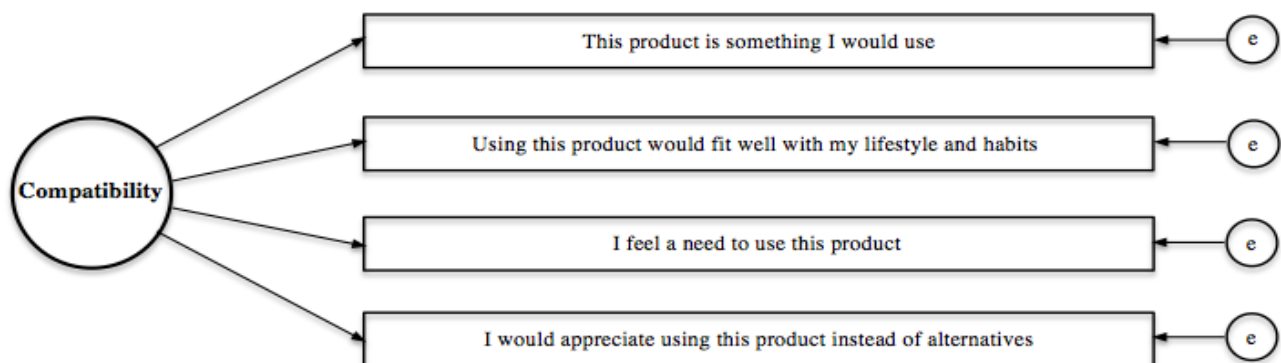 This product is something I would use
e
Using this product would fit well with my lifestyle and habits
e
Compatibility
I feel a need to use this product
e
I would appreciate using this product instead of alternatives
e